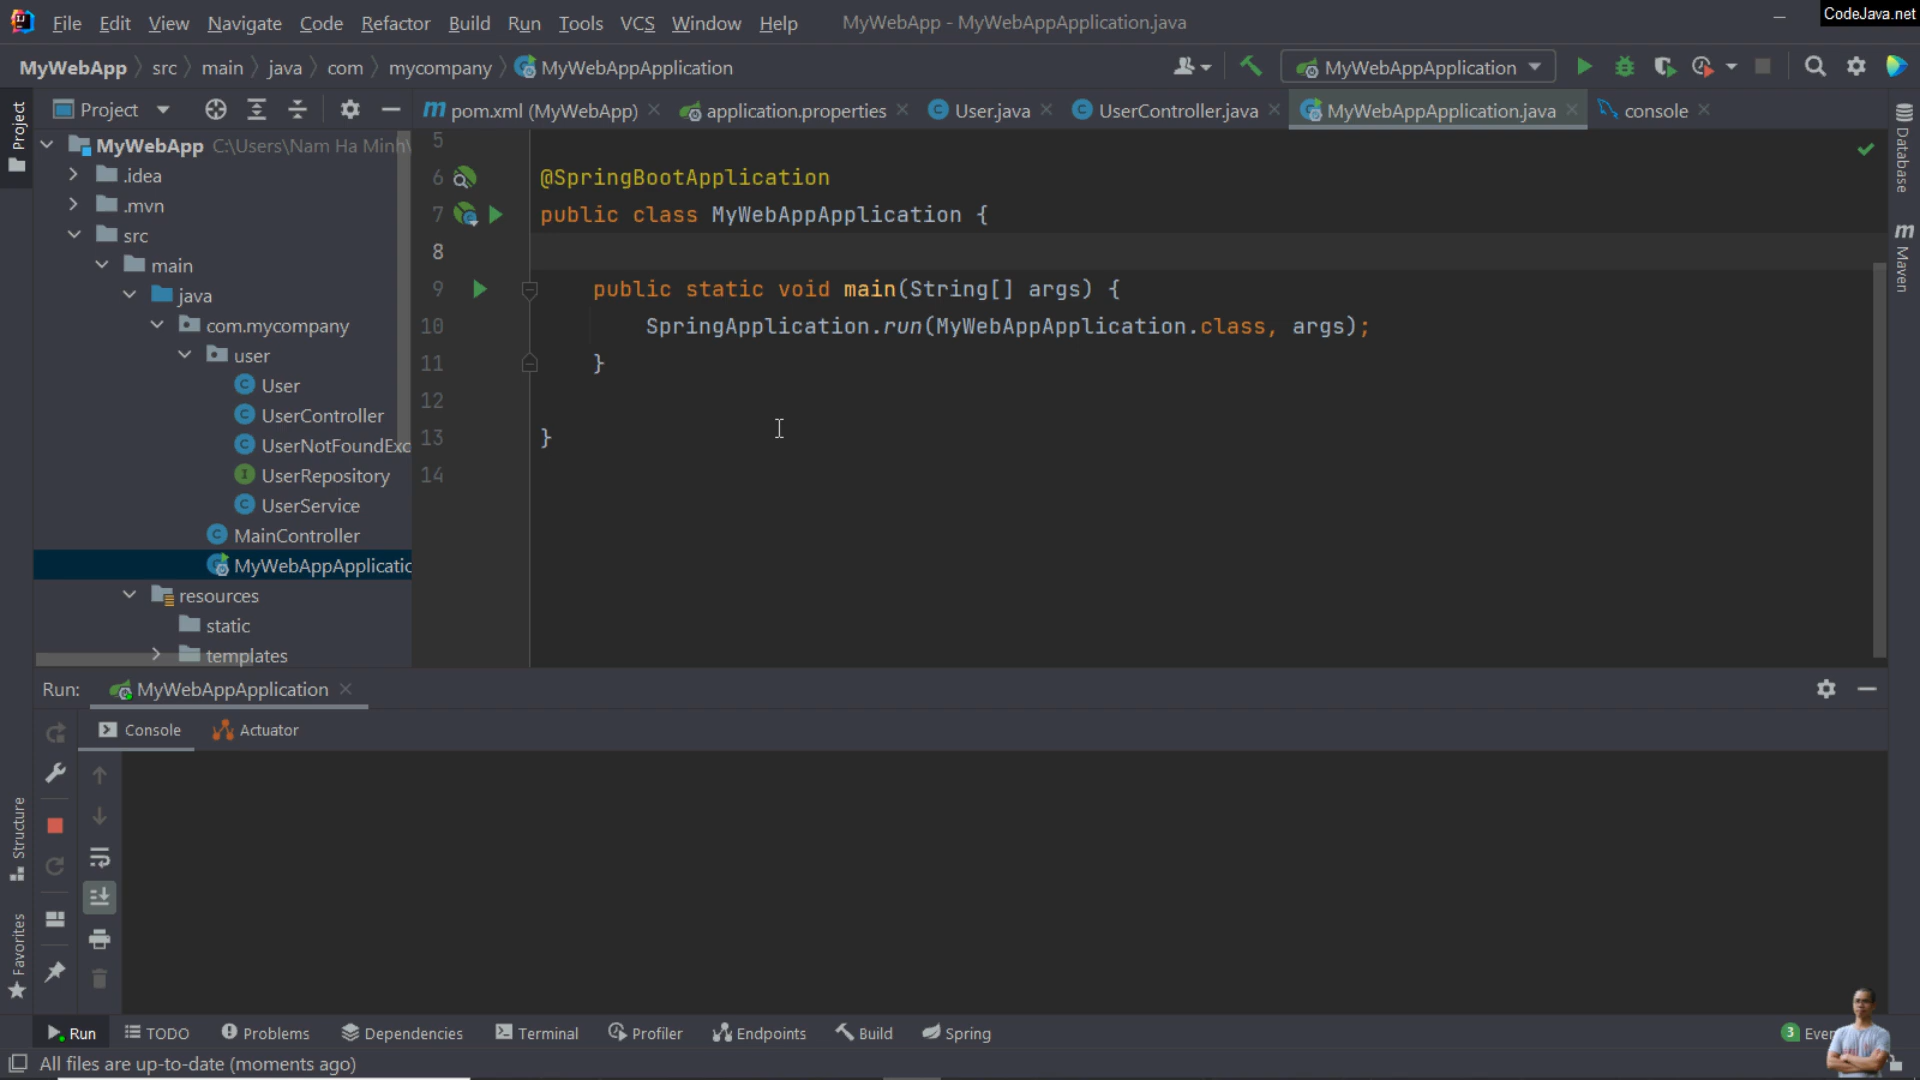 File Edit View Navigate Code Refactor Build Run Tools VCS Window Help MyWebApp - MyWebAppApplication.java
CodeJava.net
MyWebApp src main java com mycompany MyWebAppApplication
MyWebAppApplication
Project
Project
pom.xml (MyWebApp) application.properties User.java UserController.java MyWebAppApplication.java console
MyWebApp C:\Users\Nam Ha Minh\
.idea
.mvn
src
main
java
com.mycompany
user
User
UserController
UserNotFoundExc
UserRepository
UserService
MainController
MyWebAppApplicatic
resources
static
templates
5
6 @SpringBootApplication
7 public class MyWebAppApplication {
8
9 public static void main(String[] args) {
10 SpringApplication.run(MyWebAppApplication.class, args);
11 }
12
13 }
14
Database
Maven
Run: MyWebAppApplication
Console Actuator
Structure
Favorites
Run TODO Problems Dependencies Terminal Profiler Endpoints Build Spring
3 Ever
All files are up-to-date (moments ago)